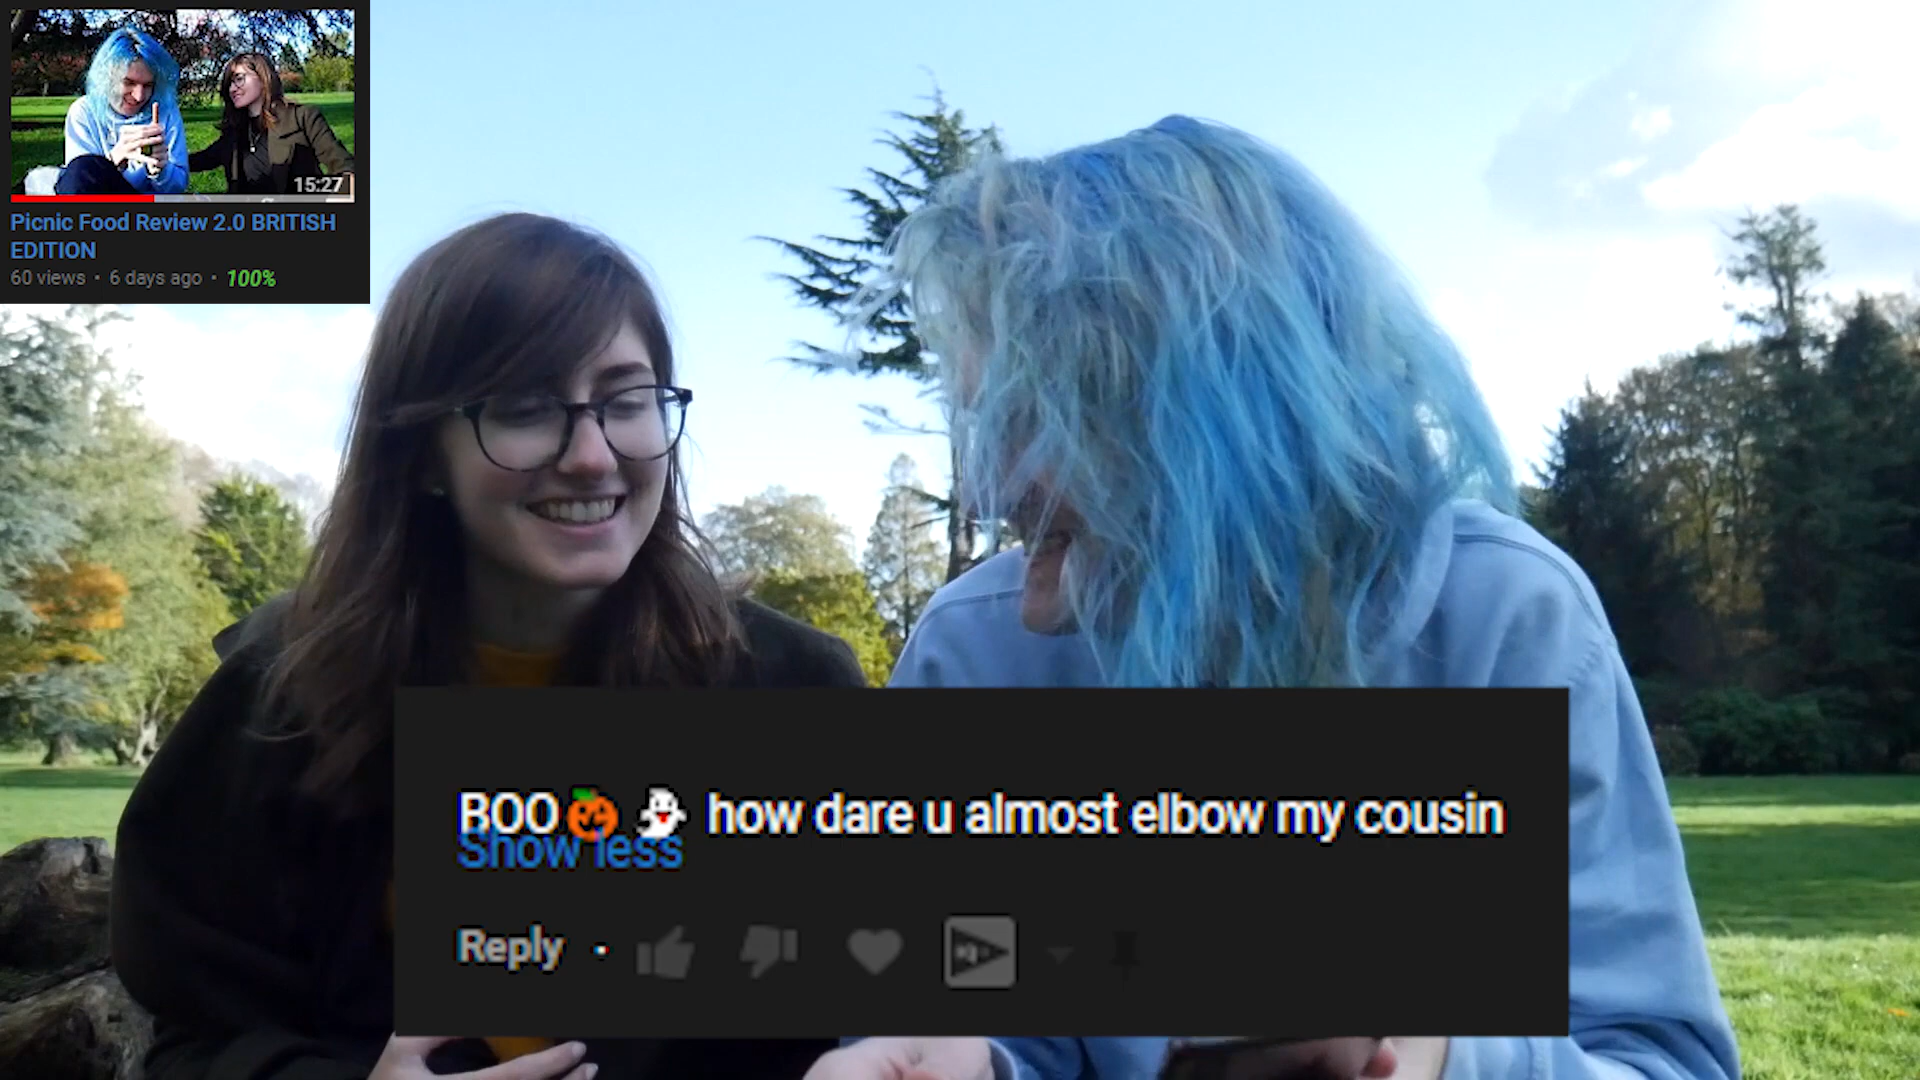 15:27
Picnic Food Review 2.0 BRITISH
EDITION
60 views • 6 days ago • 100%
BOO🎃 👻 how dare u almost elbow my cousin
Show less
Reply •